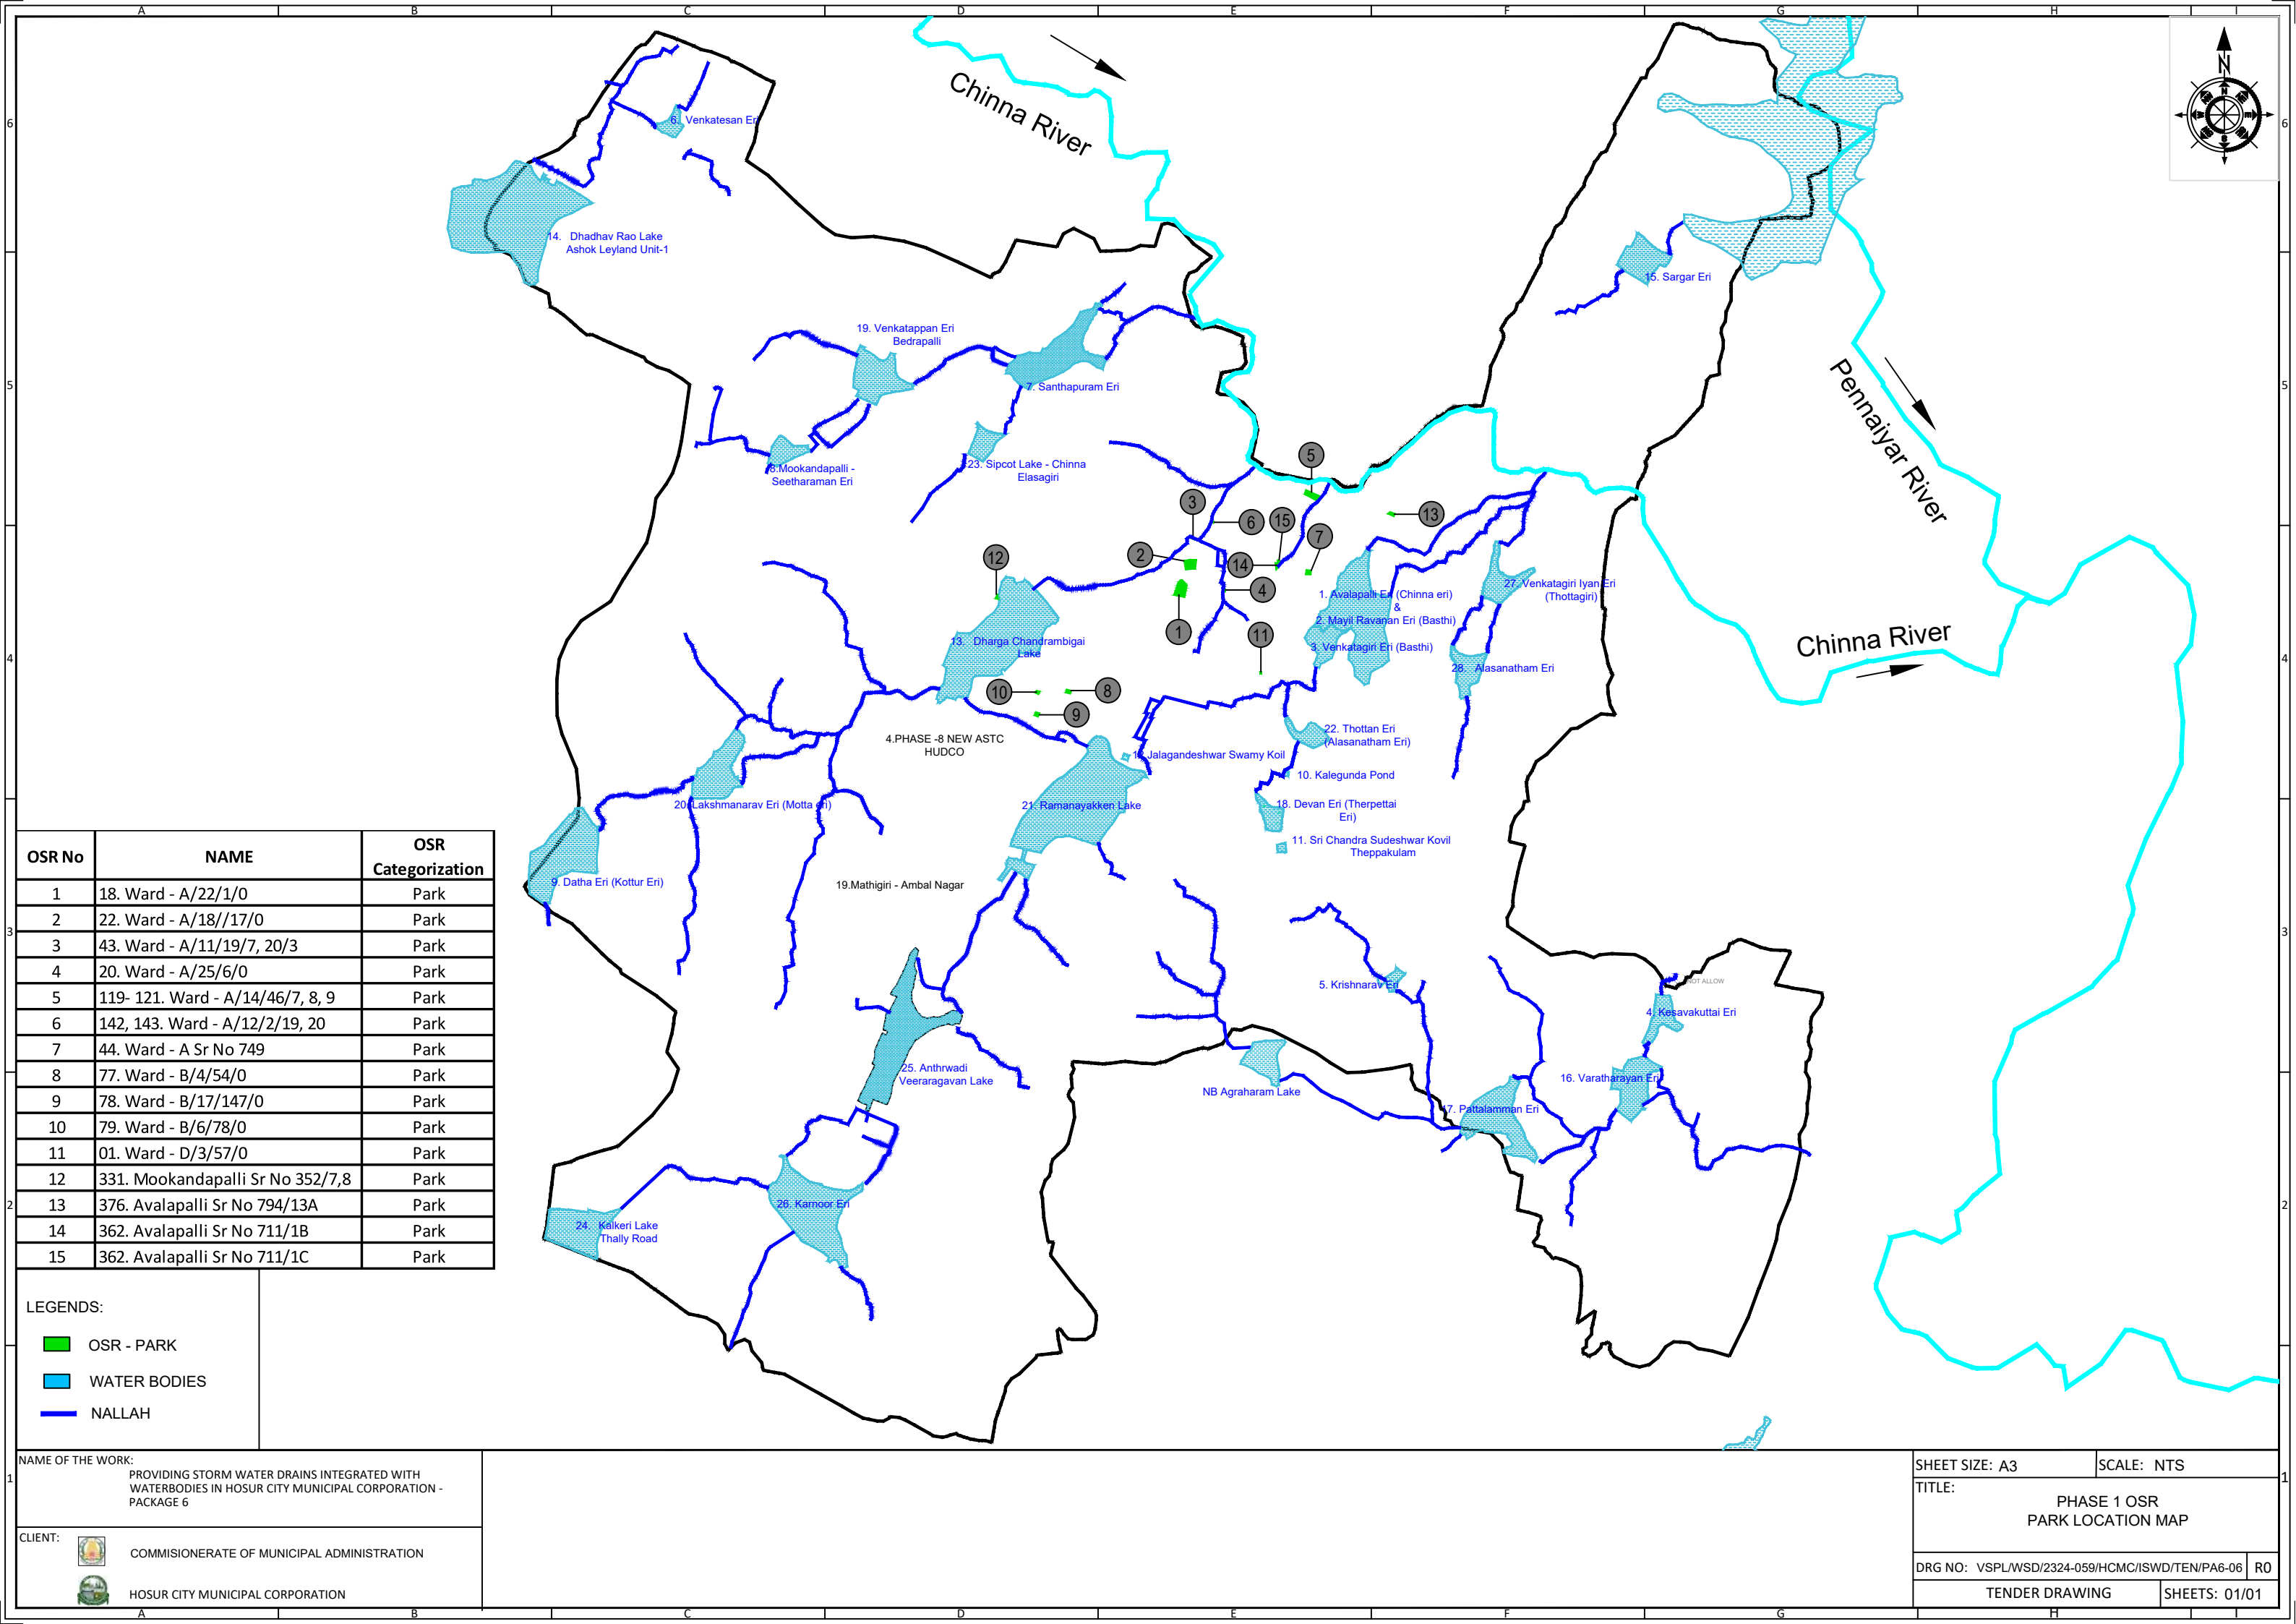 A B C D E F G H I
6 6
5 5
4 4
3 3
2 2
1 1
N
Chinna River
Pennaiyar River
Chinna River
6. Venkatesan Eri
14. Dhadhav Rao Lake
Ashok Leyland Unit-1
15. Sargar Eri
19. Venkatappan Eri
Bedrapalli
7. Santhapuram Eri
8.Mookandapalli -
Seetharaman Eri
23. Sipcot Lake - Chinna
Elasagiri
5
3
6
15
13
7
2
14
12
4
1
11
10
8
9
27. Venkatagiri Iyan Eri
(Thottagiri)
1. Avalapalli Eri (Chinna eri)
&
2. Mayil Ravanan Eri (Basthi)
3. Venkatagiri Eri (Basthi)
28. Alasanatham Eri
13. Dharga Chandrambigai
Lake
4.PHASE -8 NEW ASTC
HUDCO
22. Thottan Eri
(Alasanatham Eri)
Jalagandeshwar Swamy Koil
10. Kalegunda Pond
20. Lakshmanarav Eri (Motta eri)
21. Ramanayakken Lake
18. Devan Eri (Therpettai
Eri)
11. Sri Chandra Sudeshwar Kovil
Theppakulam
9. Datha Eri (Kottur Eri)
19.Mathigiri - Ambal Nagar
5. Krishnarav Eri
NOT ALLOW
4. Kesavakuttai Eri
25. Anthrwadi
Veeraragavan Lake
NB Agraharam Lake
16. Varatharayan Eri
17. Pattalamman Eri
26. Karnoor Eri
24. Kalkeri Lake
Thally Road
OSR No NAME OSR Categorization
1 18. Ward - A/22/1/0 Park
2 22. Ward - A/18//17/0 Park
3 43. Ward - A/11/19/7, 20/3 Park
4 20. Ward - A/25/6/0 Park
5 119- 121. Ward - A/14/46/7, 8, 9 Park
6 142, 143. Ward - A/12/2/19, 20 Park
7 44. Ward - A Sr No 749 Park
8 77. Ward - B/4/54/0 Park
9 78. Ward - B/17/147/0 Park
10 79. Ward - B/6/78/0 Park
11 01. Ward - D/3/57/0 Park
12 331. Mookandapalli Sr No 352/7,8 Park
13 376. Avalapalli Sr No 794/13A Park
14 362. Avalapalli Sr No 711/1B Park
15 362. Avalapalli Sr No 711/1C Park
LEGENDS:
OSR - PARK
WATER BODIES
NALLAH
NAME OF THE WORK:
PROVIDING STORM WATER DRAINS INTEGRATED WITH
WATERBODIES IN HOSUR CITY MUNICIPAL CORPORATION -
PACKAGE 6
CLIENT:
COMMISIONERATE OF MUNICIPAL ADMINISTRATION
HOSUR CITY MUNICIPAL CORPORATION
SHEET SIZE: A3 SCALE: NTS
TITLE:
PHASE 1 OSR
PARK LOCATION MAP
DRG NO: VSPL/WSD/2324-059/HCMC/ISWD/TEN/PA6-06 R0
TENDER DRAWING SHEETS: 01/01
A B C D E F G H I